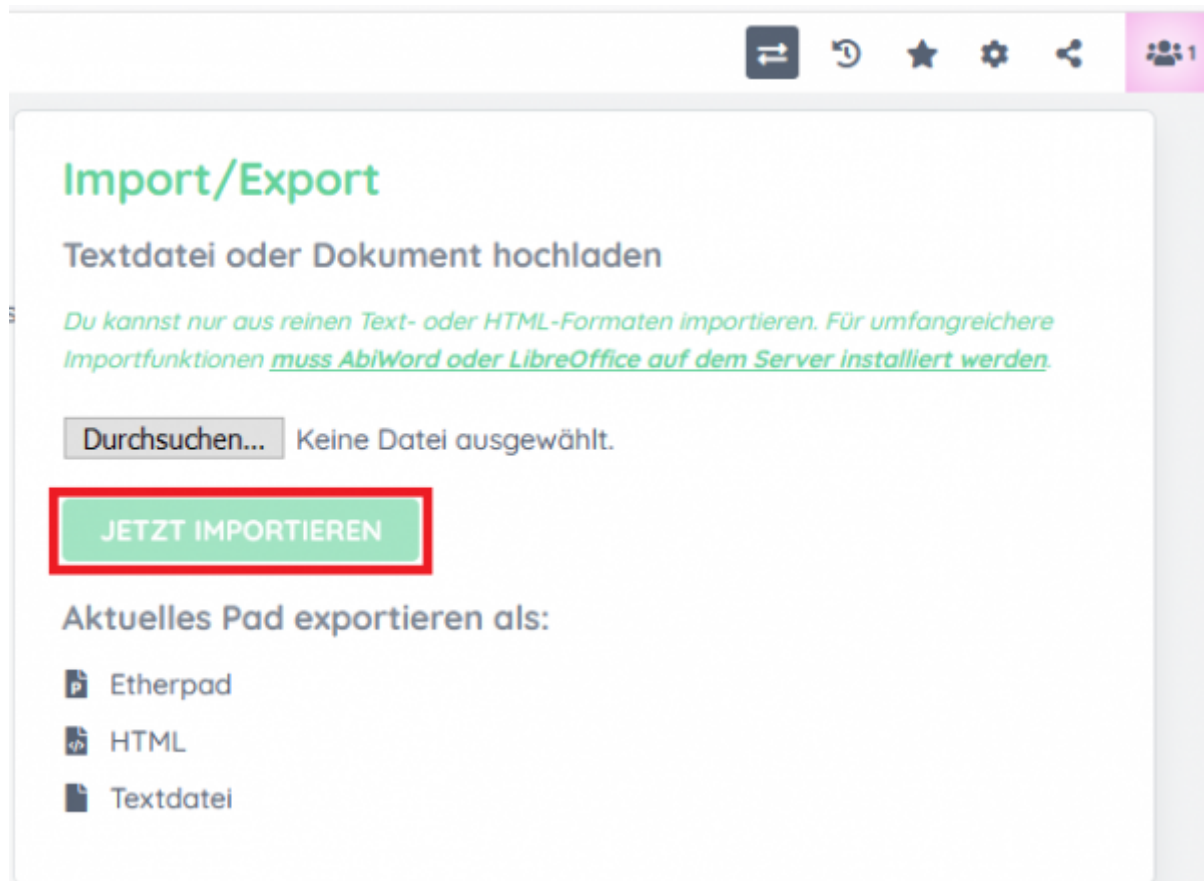 1
Import/Export
Textdatei oder Dokument hochladen
Du kannst nur aus reinen Text- oder HTML-Formaten importieren. Für umfangreichere
Importfunktionen muss AbiWord oder LibreOffice auf dem Server installiert werden.
Durchsuchen... Keine Datei ausgewählt.
JETZT IMPORTIEREN
Aktuelles Pad exportieren als:
Etherpad
HTML
Textdatei